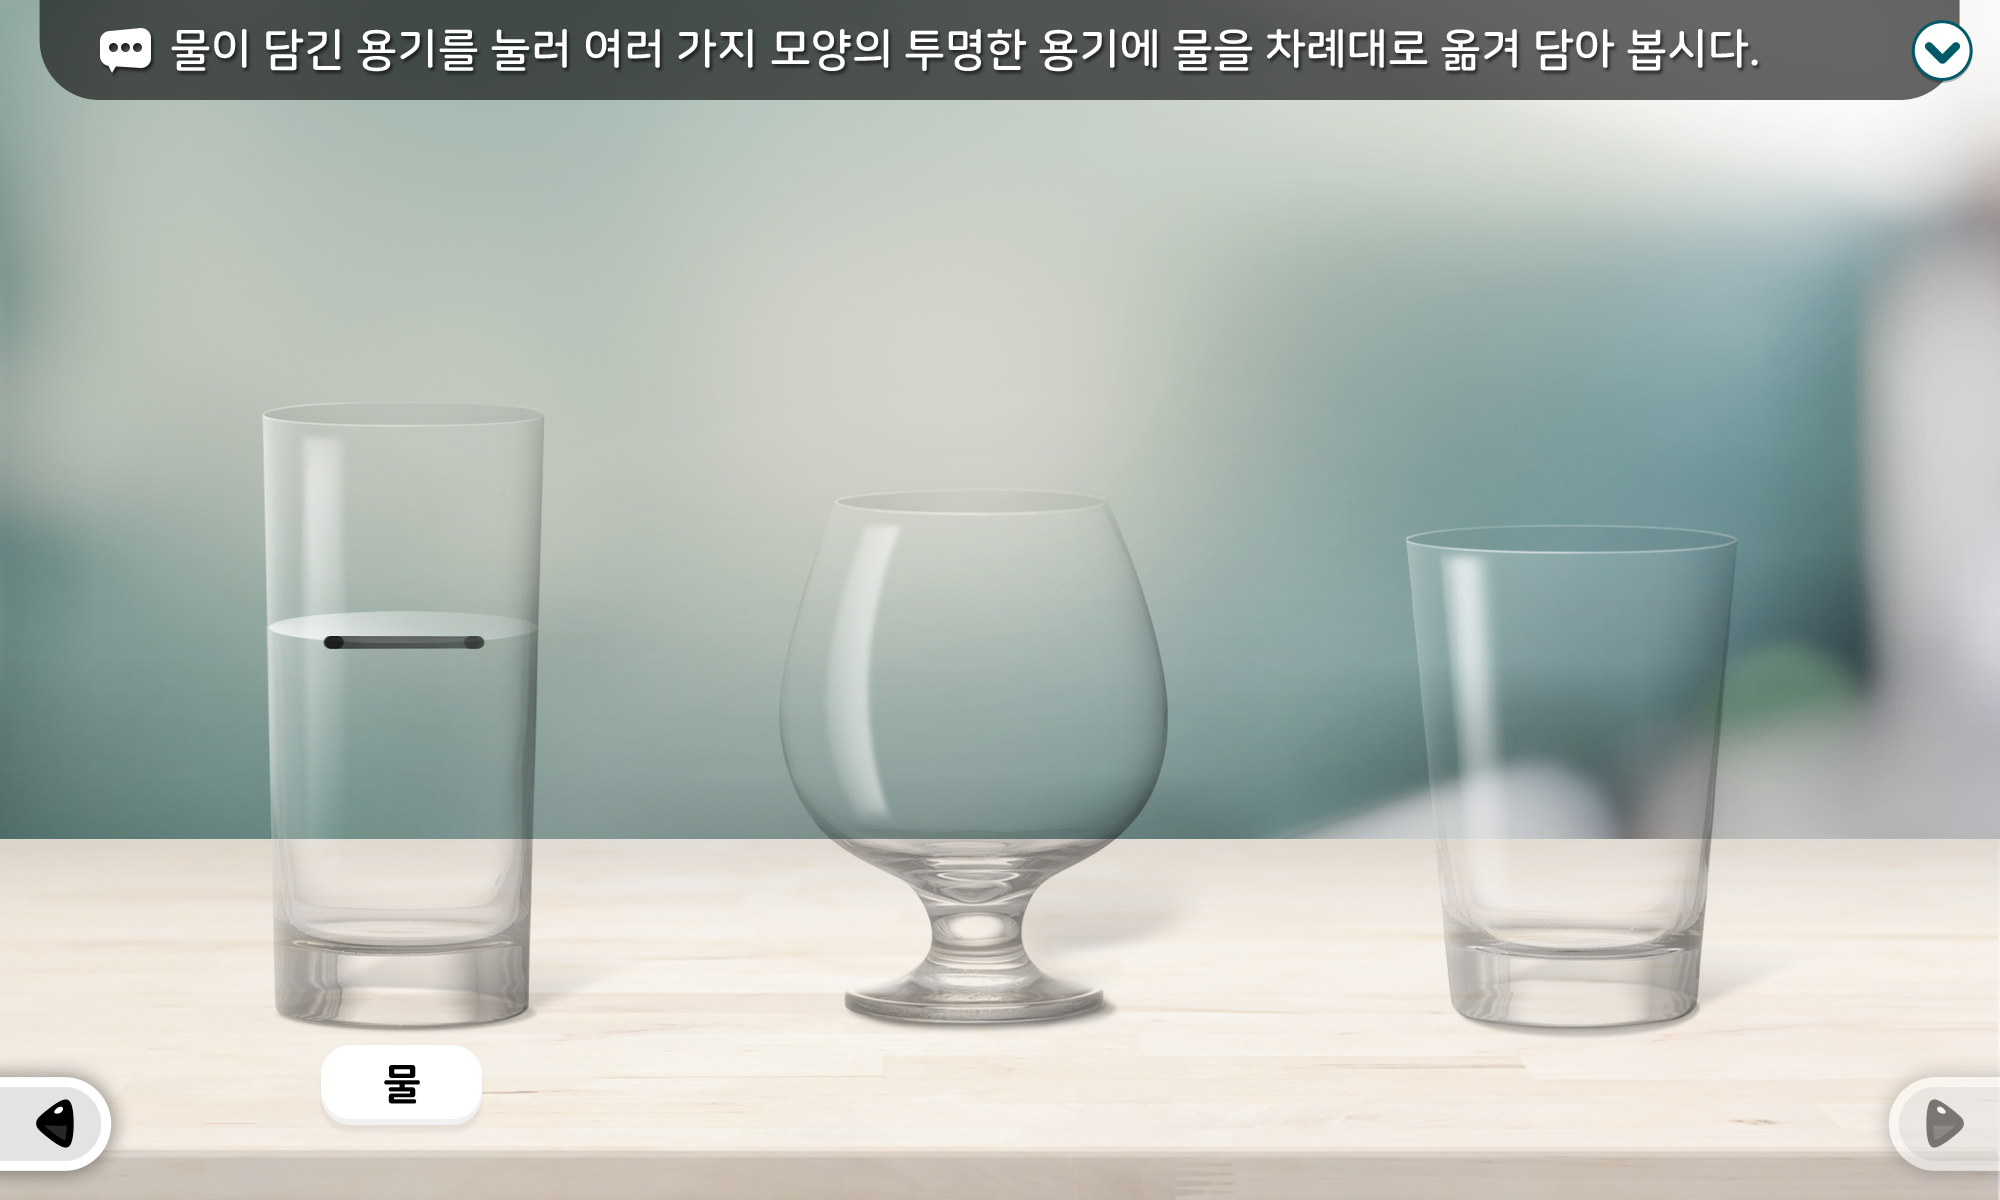 물이 담긴 용기를 눌러 여러 가지 모양의 투명한 용기에 물을 차례대로 옮겨 담아 봅시다.
물